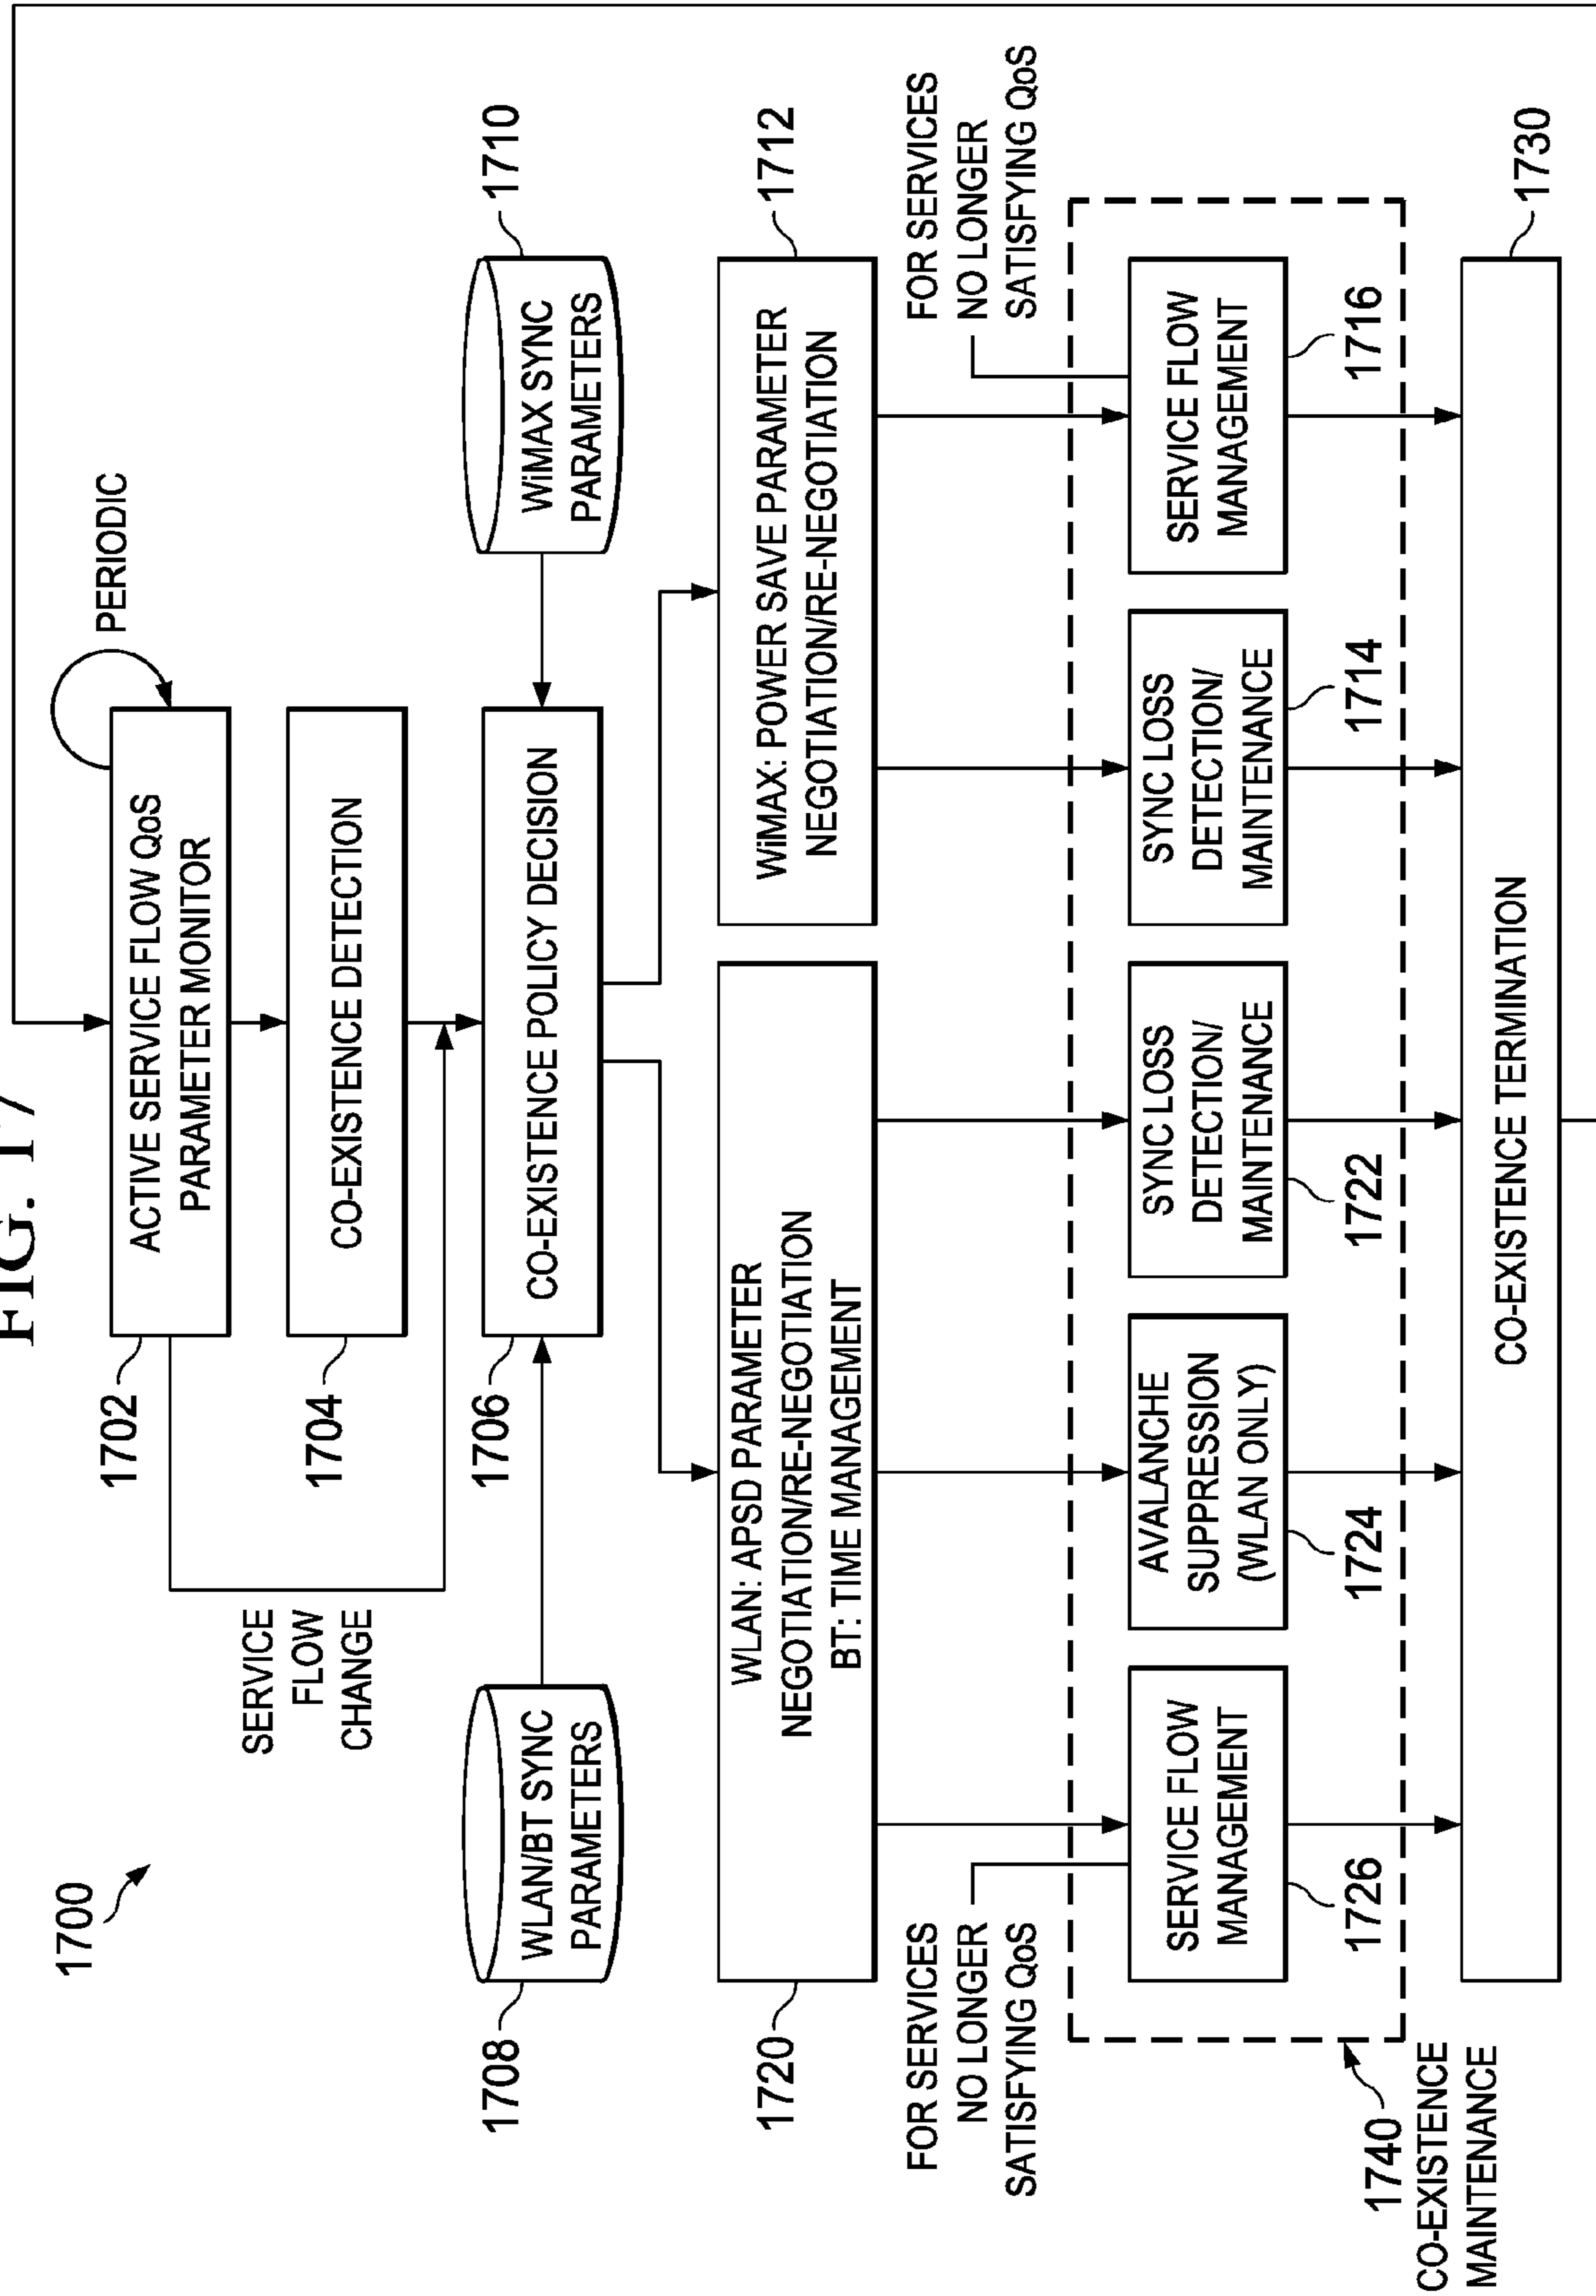 FIG. 17
1700
PERIODIC
ACTIVE SERVICE FLOW QoS
PARAMETER MONITOR
1702
CO-EXISTENCE DETECTION
1704
SERVICE
FLOW
CHANGE
CO-EXISTENCE POLICY DECISION
1706
WLAN/BT SYNC
PARAMETERS
1708
WiMAX SYNC
PARAMETERS
1710
WLAN: APSD PARAMETER
NEGOTIATION/RE-NEGOTIATION
BT: TIME MANAGEMENT
1720
WiMAX: POWER SAVE PARAMETER
NEGOTIATION/RE-NEGOTIATION
1712
FOR SERVICES
NO LONGER
SATISFYING QoS
FOR SERVICES
NO LONGER
SATISFYING QoS
SERVICE FLOW
MANAGEMENT
1726
AVALANCHE
SUPPRESSION
(WLAN ONLY)
1724
SYNC LOSS
DETECTION/
MAINTENANCE
1722
SYNC LOSS
DETECTION/
MAINTENANCE
1714
SERVICE FLOW
MANAGEMENT
1716
1740
CO-EXISTENCE
MAINTENANCE
CO-EXISTENCE TERMINATION
1730